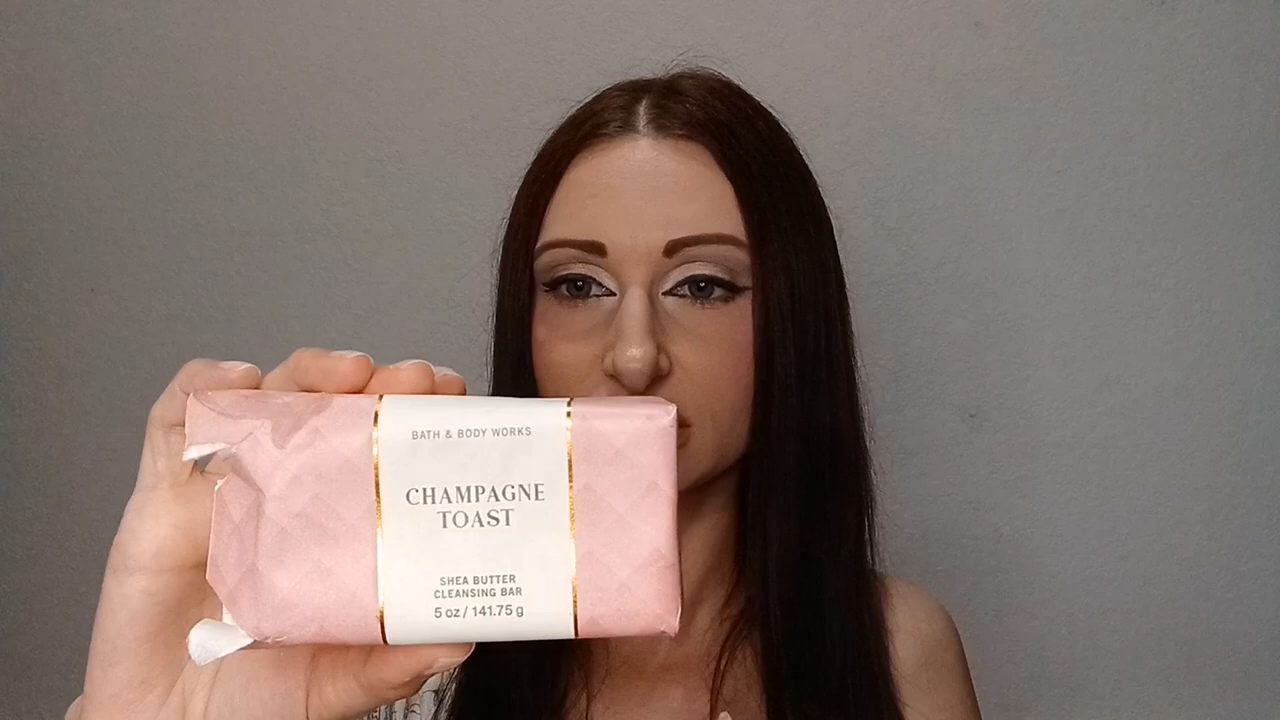 BATH & BODY WORKS
CHAMPAGNE
TOAST
SHEA BUTTER
CLEANSING BAR
5 oz / 141.75 g